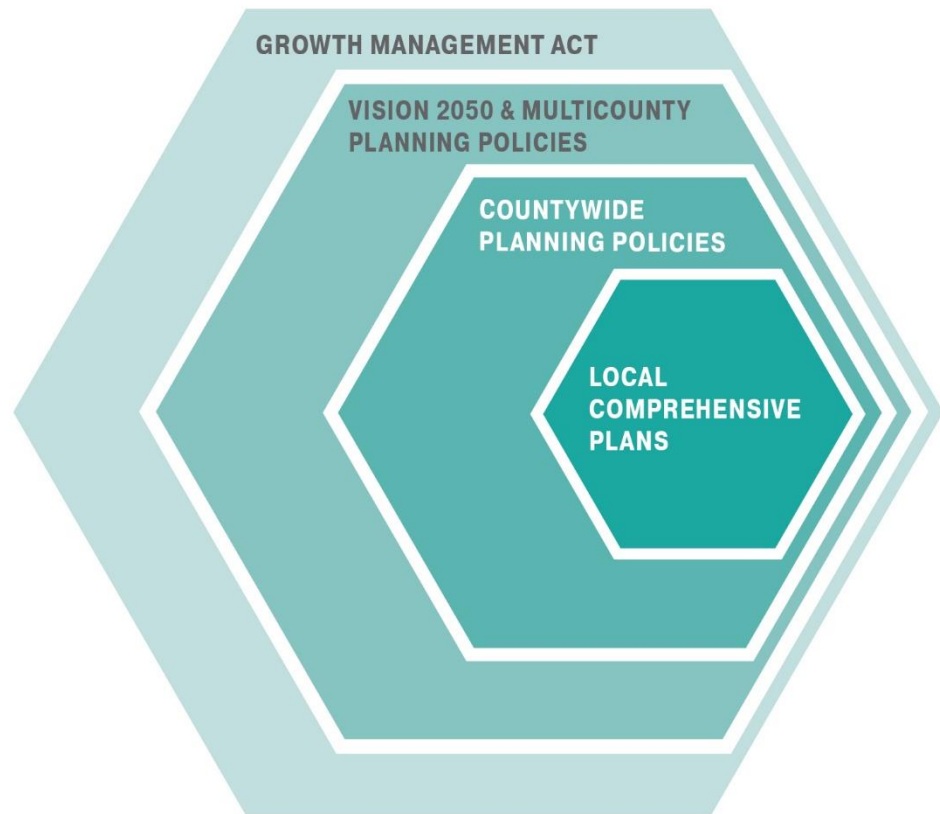 GROWTH MANAGEMENT ACT
VISION 2050 & MULTICOUNTY
PLANNING POLICIES
COUNTYWIDE
PLANNING POLICIES
LOCAL
COMPREHENSIVE
PLANS